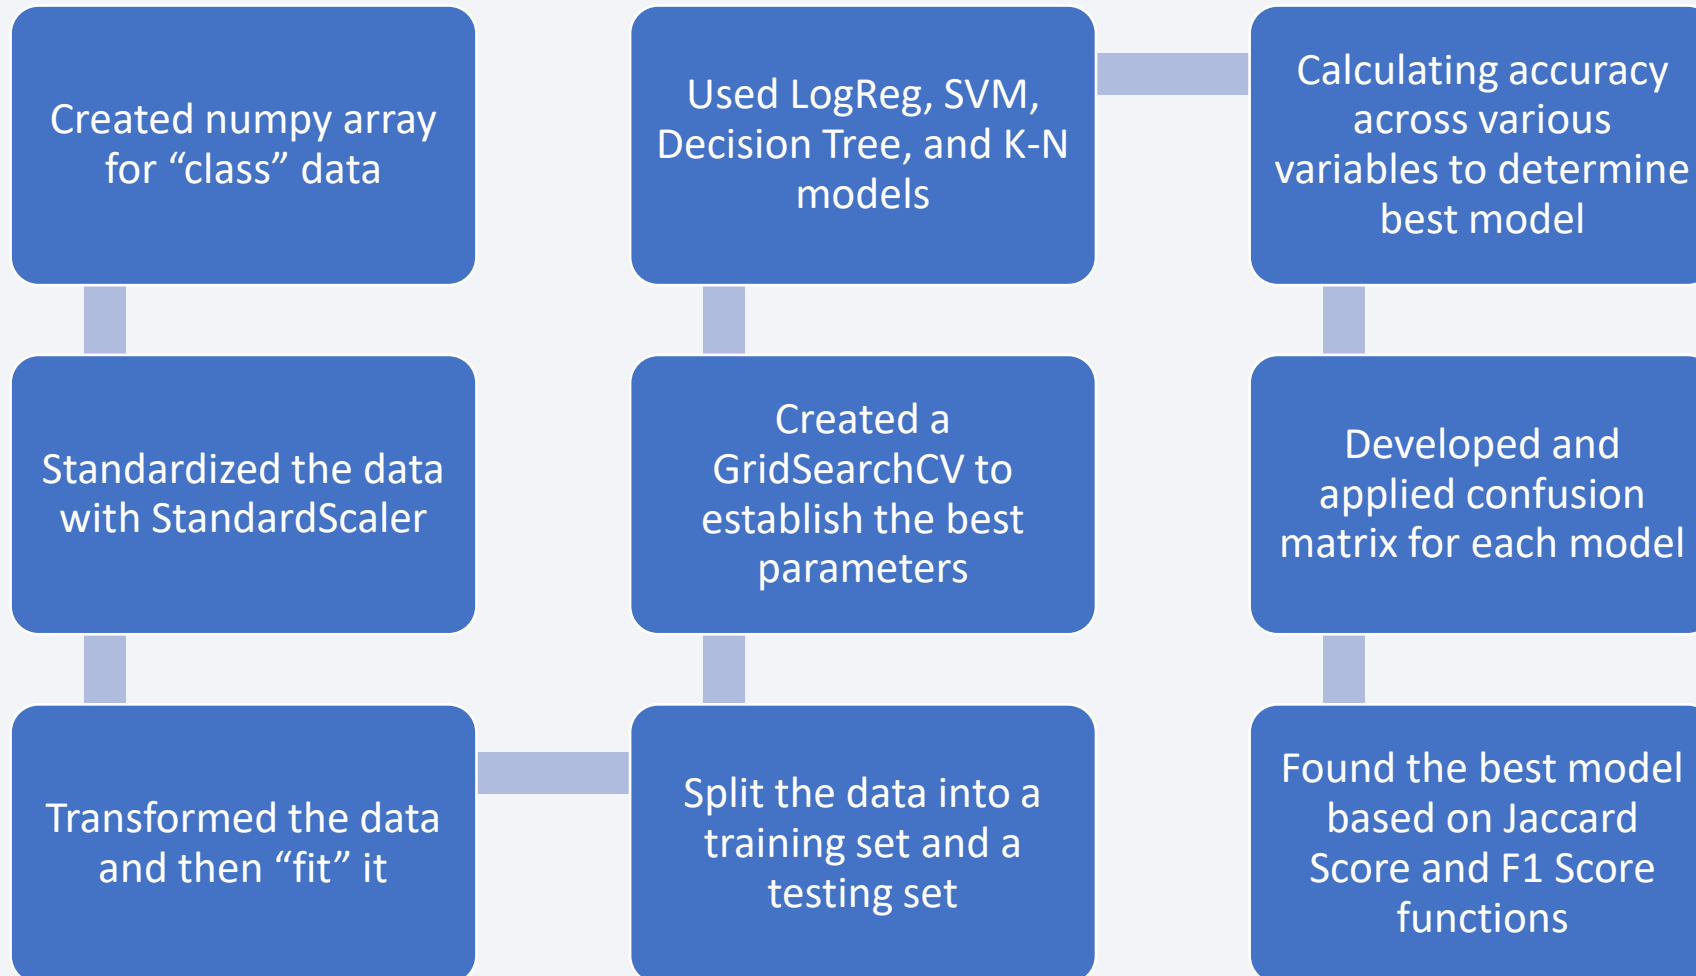 Created numpy array
for “class” data
Standardized the data
with StandardScaler
Transformed the data
and then “fit” it
Split the data into a
training set and a
testing set
Created a
GridSearchCV to
establish the best
parameters
Used LogReg, SVM,
Decision Tree, and K-N
models
Calculating accuracy
across various
variables to determine
best model
Developed and
applied confusion
matrix for each model
Found the best model
based on Jaccard
Score and F1 Score
functions